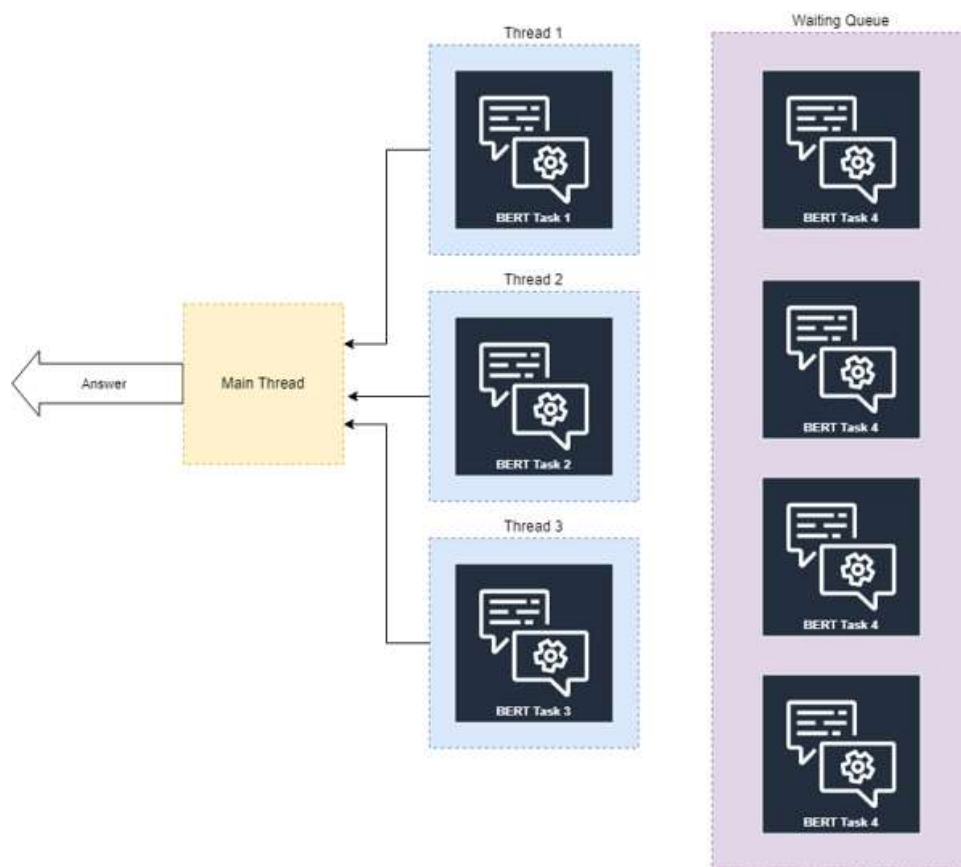 Waiting Queue
Thread 1
BERT Task 1
BERT Task 4
Thread 2
BERT Task 4
Answer
Main Thread
BERT Task 2
Thread 3
BERT Task 4
BERT Task 3
BERT Task 4